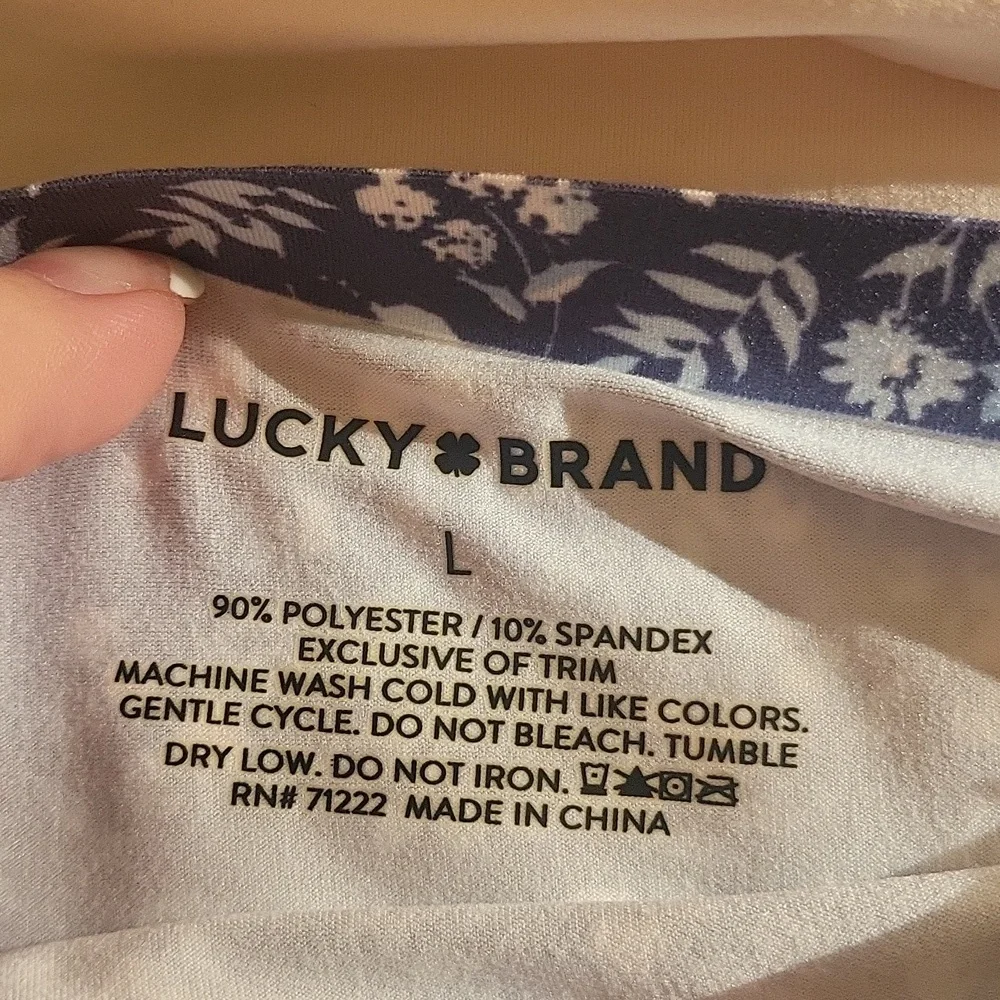 LUCKY BRAND
L
90% POLYESTER / 10% SPANDEX
EXCLUSIVE OF TRIM
MACHINE WASH COLD WITH LIKE COLORS.
GENTLE CYCLE. DO NOT BLEACH. TUMBLE
DRY LOW. DO NOT IRON.
RN# 71222 MADE IN CHINA